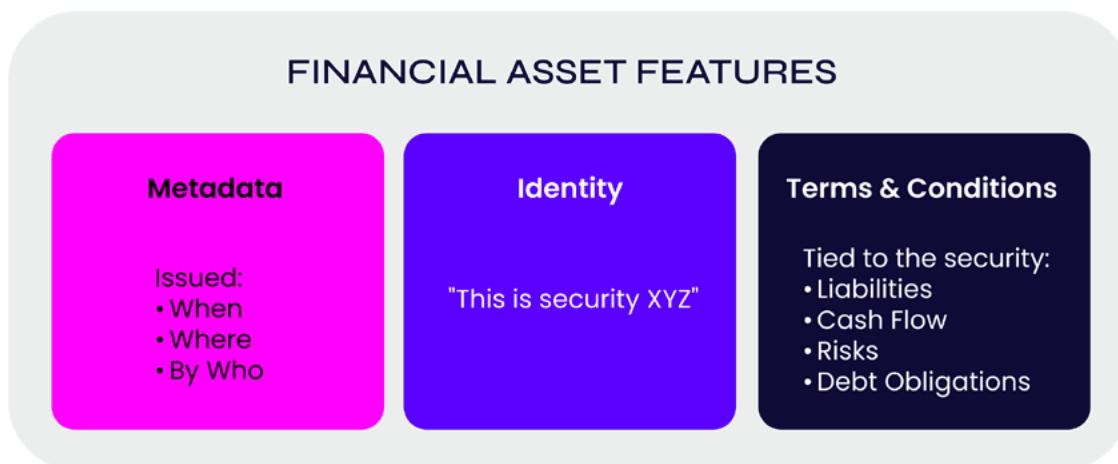 FINANCIAL ASSET FEATURES
Metadata
Issued:
• When
• Where
• By Who
Identity
"This is security XYZ"
Terms & Conditions
Tied to the security:
• Liabilities
• Cash Flow
• Risks
• Debt Obligations